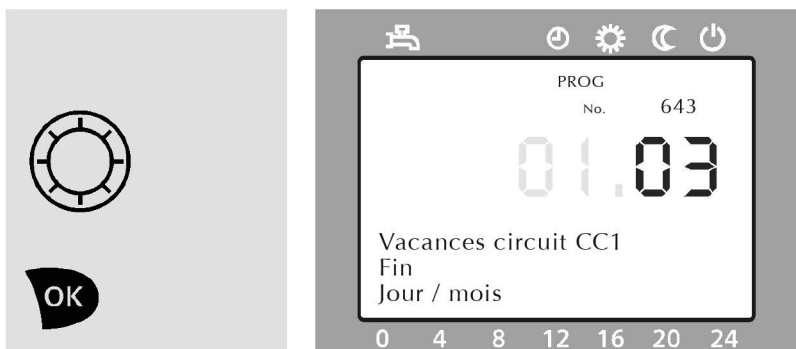 OK
PROG
No. 643
01.03
Vacances circuit CC1
Fin
Jour / mois
0 4 8 12 16 20 24